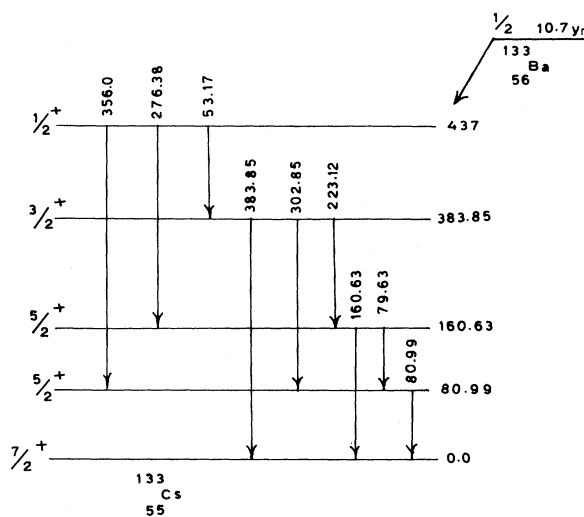 1/2 10.7 yr
133
Ba
56
356.0 276.38 53.17
1/2+ 437
383.85 302.85 223.12
3/2+ 383.85
160.63 79.63
5/2+ 160.63
80.99
5/2+ 80.99
7/2+ 0.0
133
Cs
55